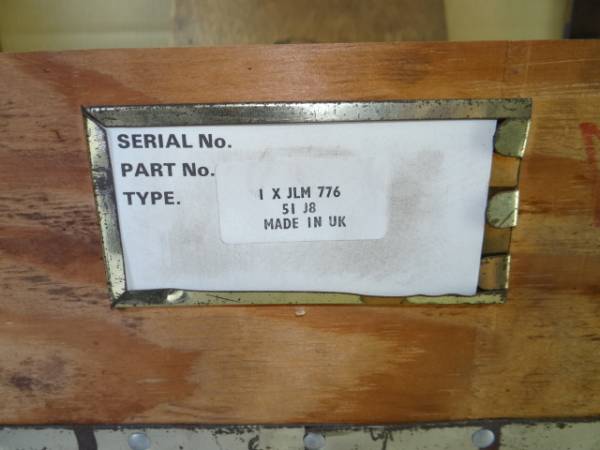 SERIAL No.
PART No.
TYPE.
1 X JLM 776
51 J8
MADE IN UK